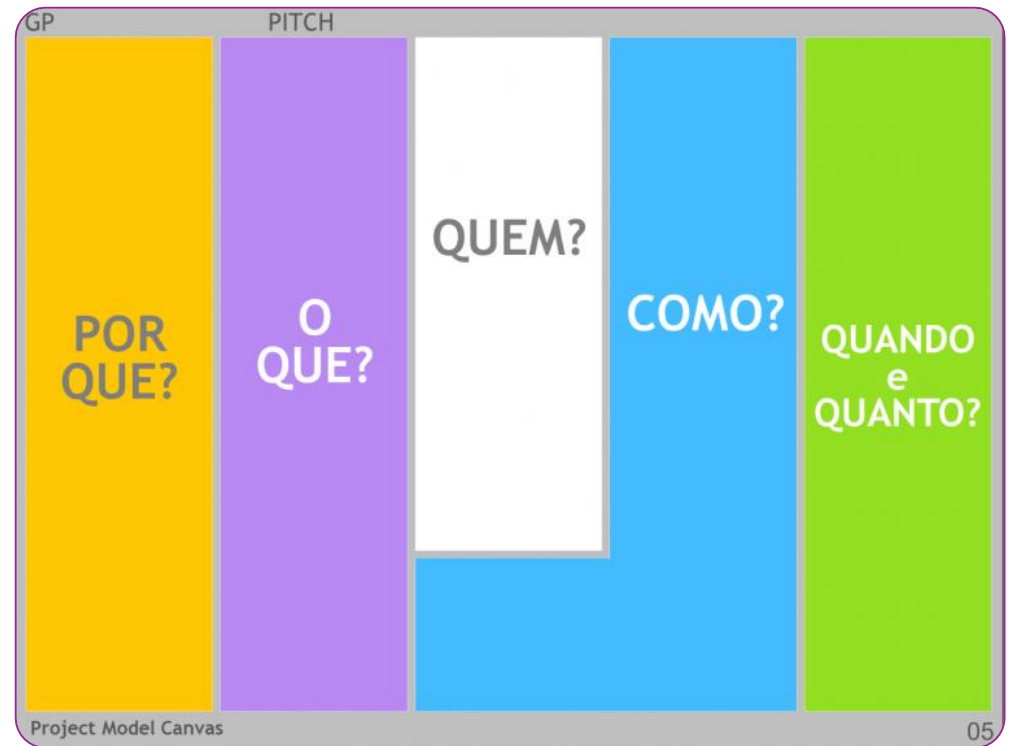 GP PITCH
POR
QUE?
O
QUE?
QUEM?
COMO?
QUANDO
e
QUANTO?
Project Model Canvas 05